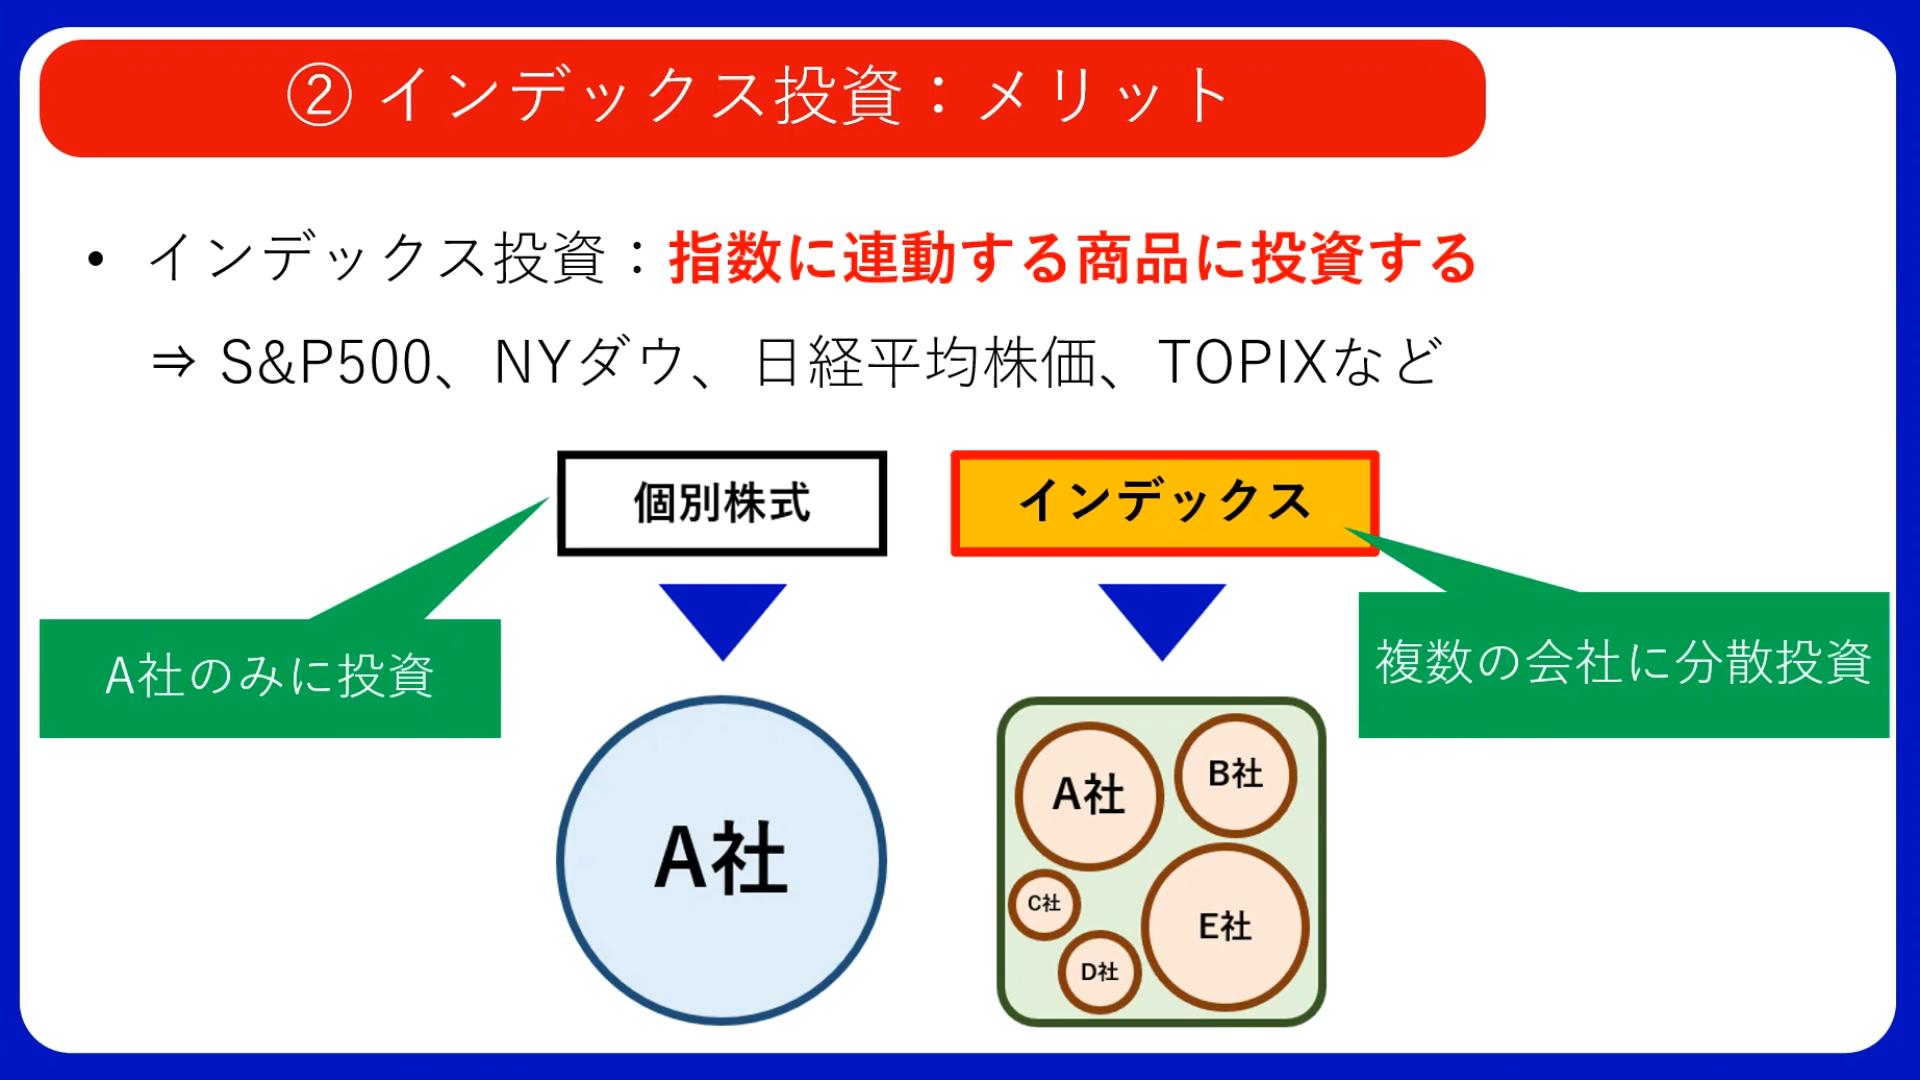 ② インデックス投資：メリット
• インデックス投資：指数に連動する商品に投資する
⇒ S&P500、NYダウ、日経平均株価、TOPIXなど
個別株式
インデックス
A社のみに投資
複数の会社に分散投資
A社
A社
B社
C社
D社
E社